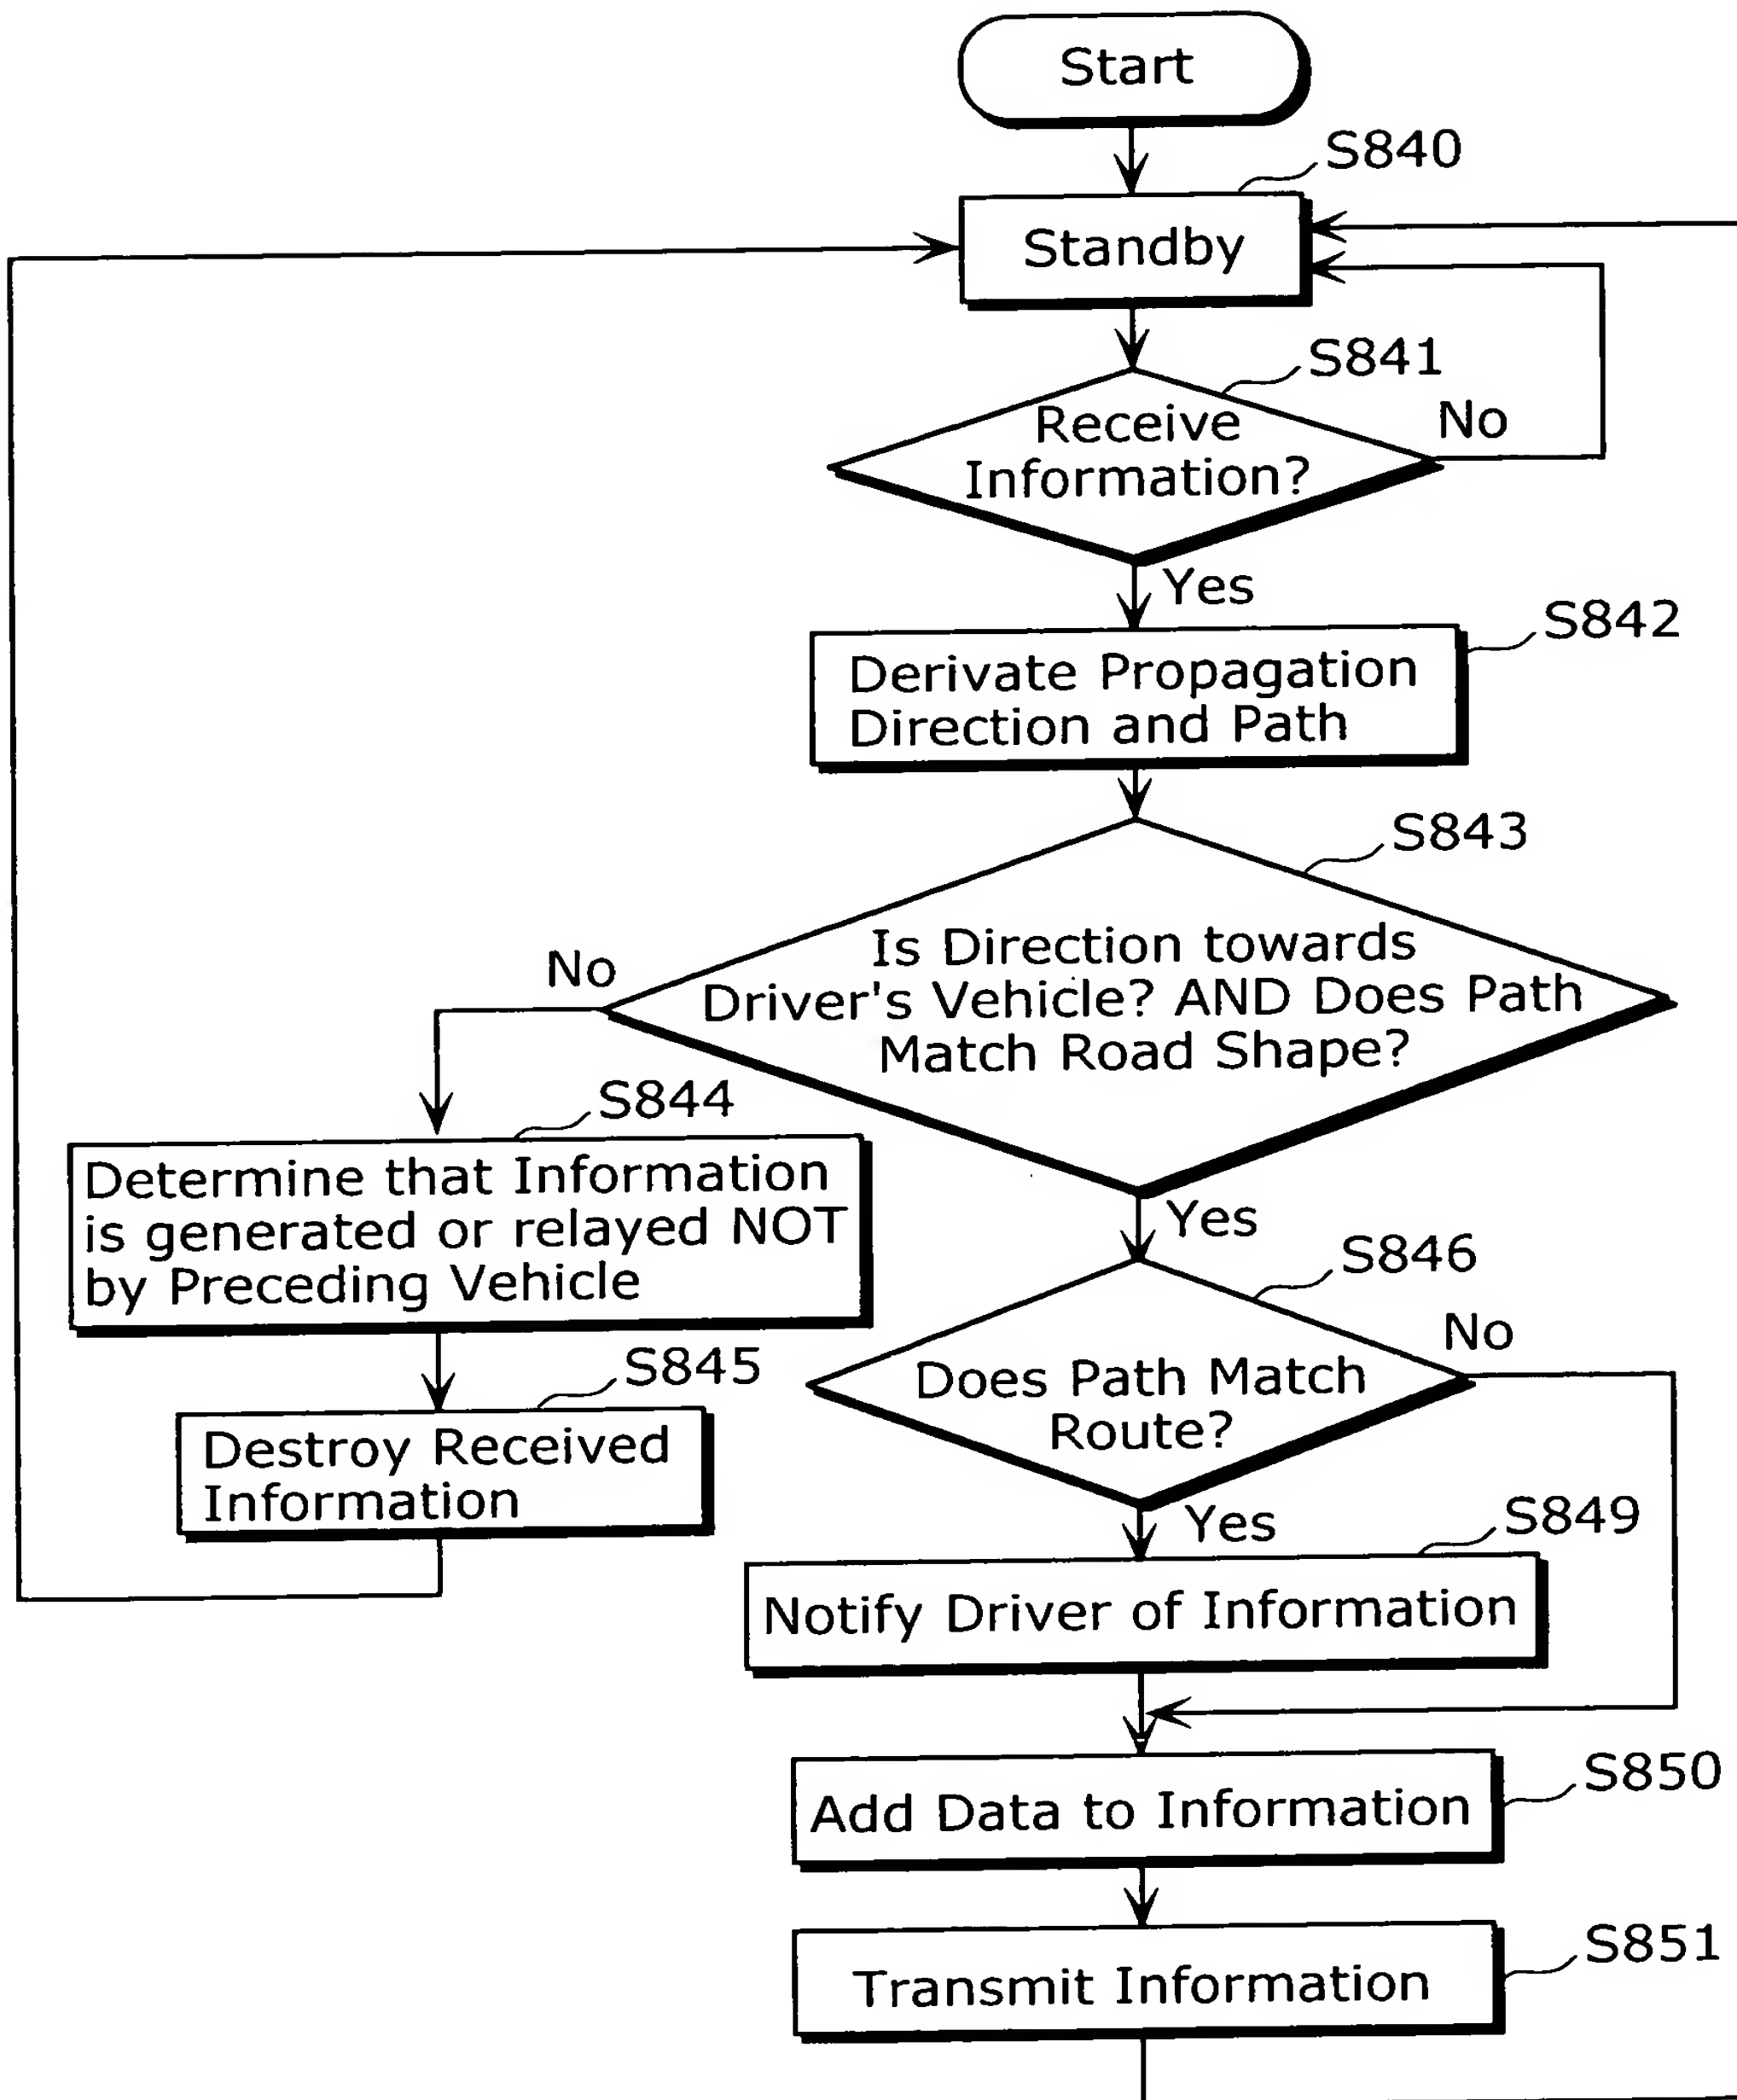 Start
S840
Standby
S841
Receive
Information?
No
Yes
S842
Derivate Propagation
Direction and Path
S843
Is Direction towards
Driver's Vehicle? AND Does Path
Match Road Shape?
No
S844
Determine that Information
is generated or relayed NOT
by Preceding Vehicle
Yes
S846
S845
Destroy Received
Information
Does Path Match
Route?
No
Yes
S849
Notify Driver of Information
S850
Add Data to Information
S851
Transmit Information